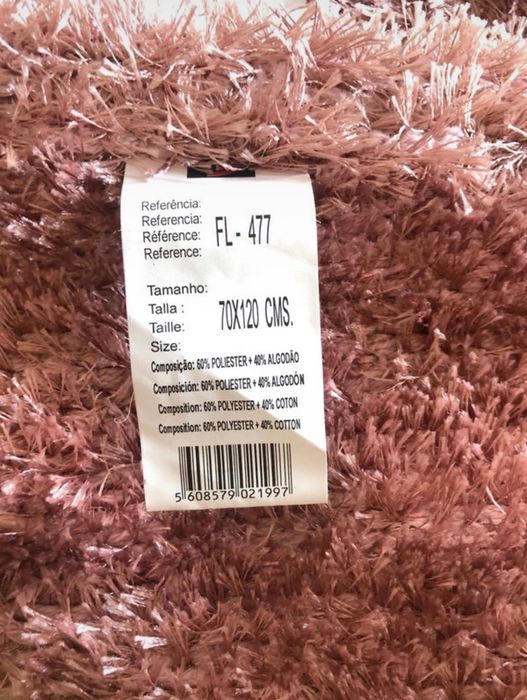 Referência:
Referencia:
Référence: FL - 477
Reference:
Tamanho:
Talla :
Taille: 70X120 CMS.
Size:
Composição: 60% POLIESTER + 40% ALGODÃO
Composición: 60% POLIESTER + 40% ALGODÓN
Composition: 60% POLYESTER + 40% COTON
Composition: 60% POLYESTER + 40% COTTON
5 608579 021997